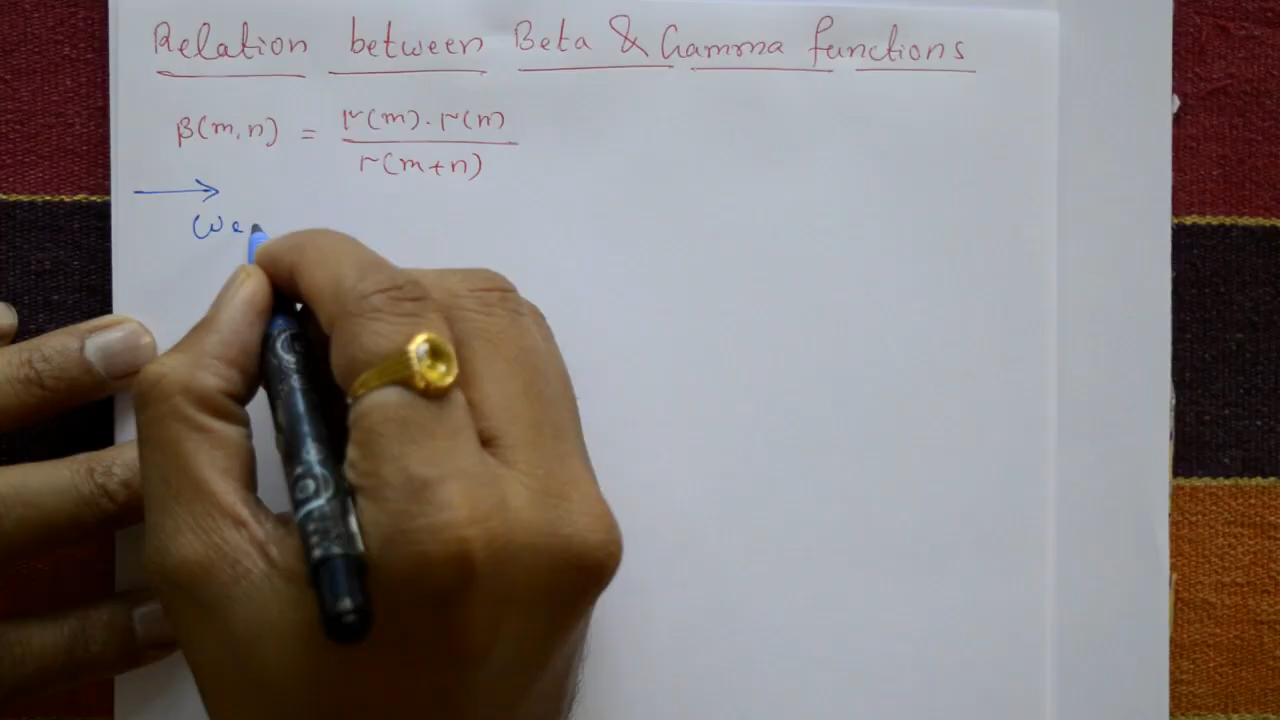 Relation between Beta & Gamma functions
β(m,n) = Γ(m).Γ(n) / Γ(m+n)
→
We